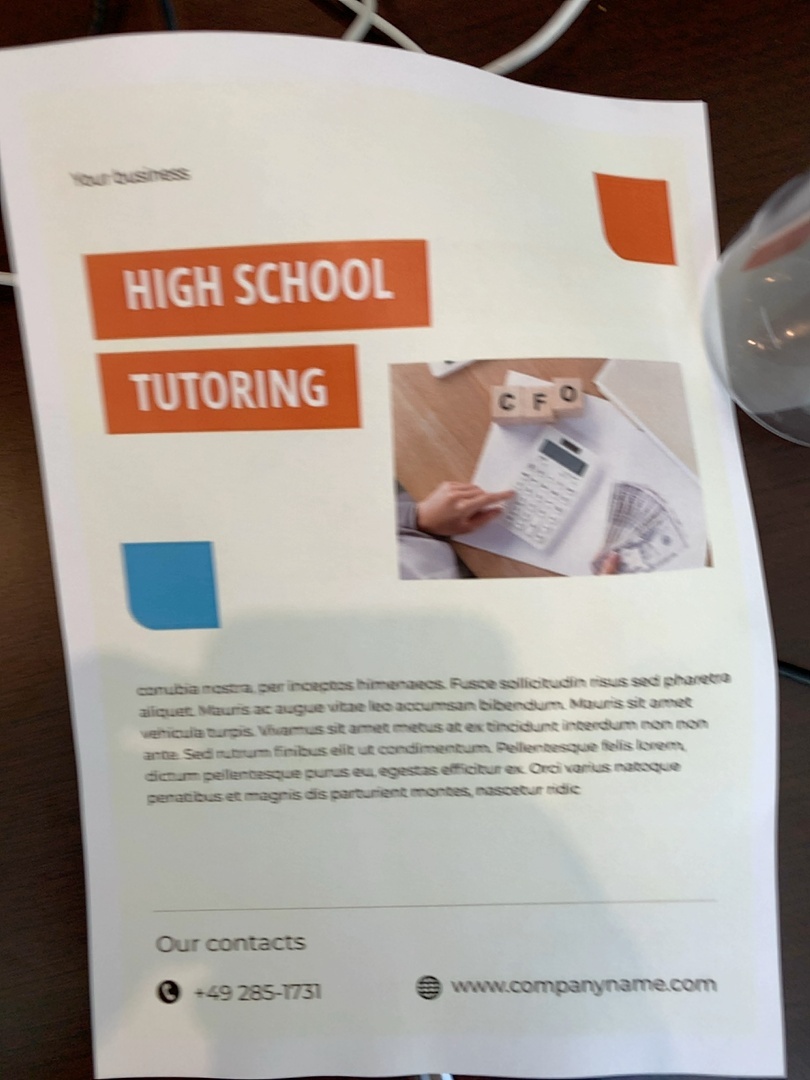 Your business
HIGH SCHOOL
TUTORING
C F O
conubia nostra, per inceptos himenaeos. Fusce sollicitudin risus sed pharetra
aliquet. Mauris ac augue vitae leo accumsan bibendum. Mauris sit amet
vehicula turpis. Vivamus sit amet metus at ex tincidunt interdum non non
ante. Sed rutrum finibus elit ut condimentum. Pellentesque felis lorem,
dictum pellentesque purus eu, egestas efficitur ex. Orci varius natoque
penatibus et magnis dis parturient montes, nascetur ridic
Our contacts
+49 285-1731
www.companyname.com